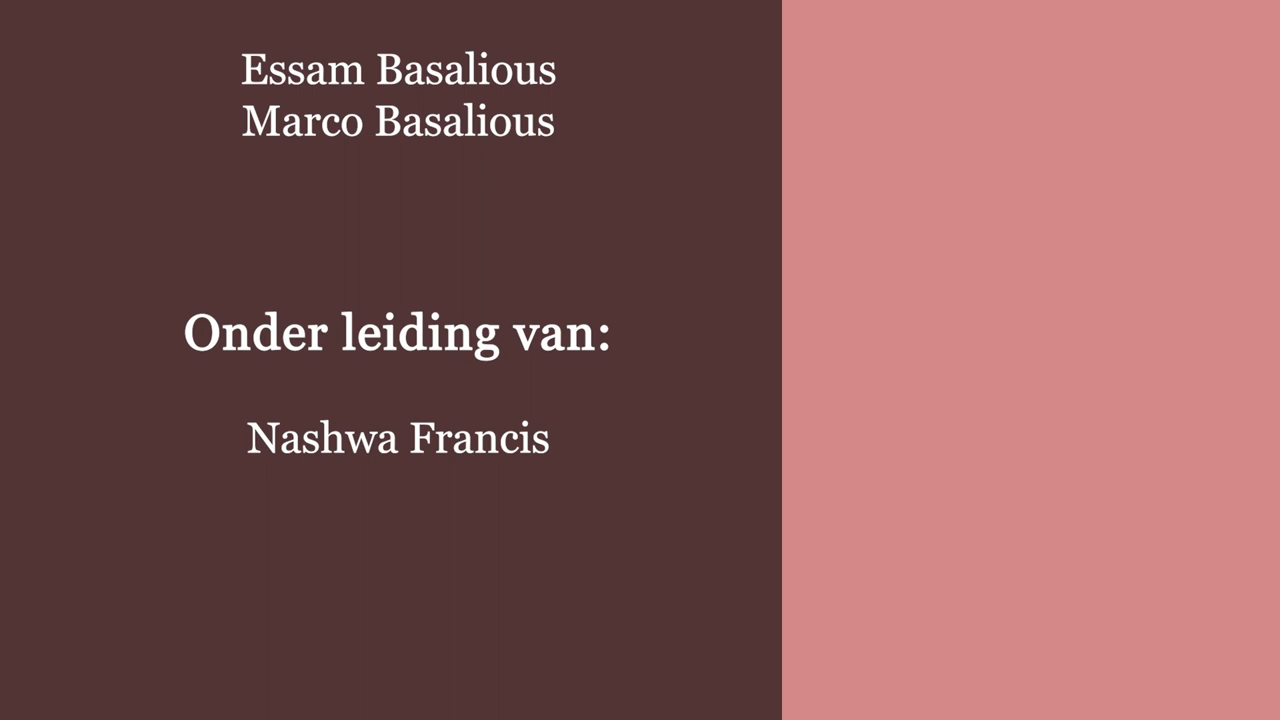 Essam Basalious
Marco Basalious
Onder leiding van:
Nashwa Francis